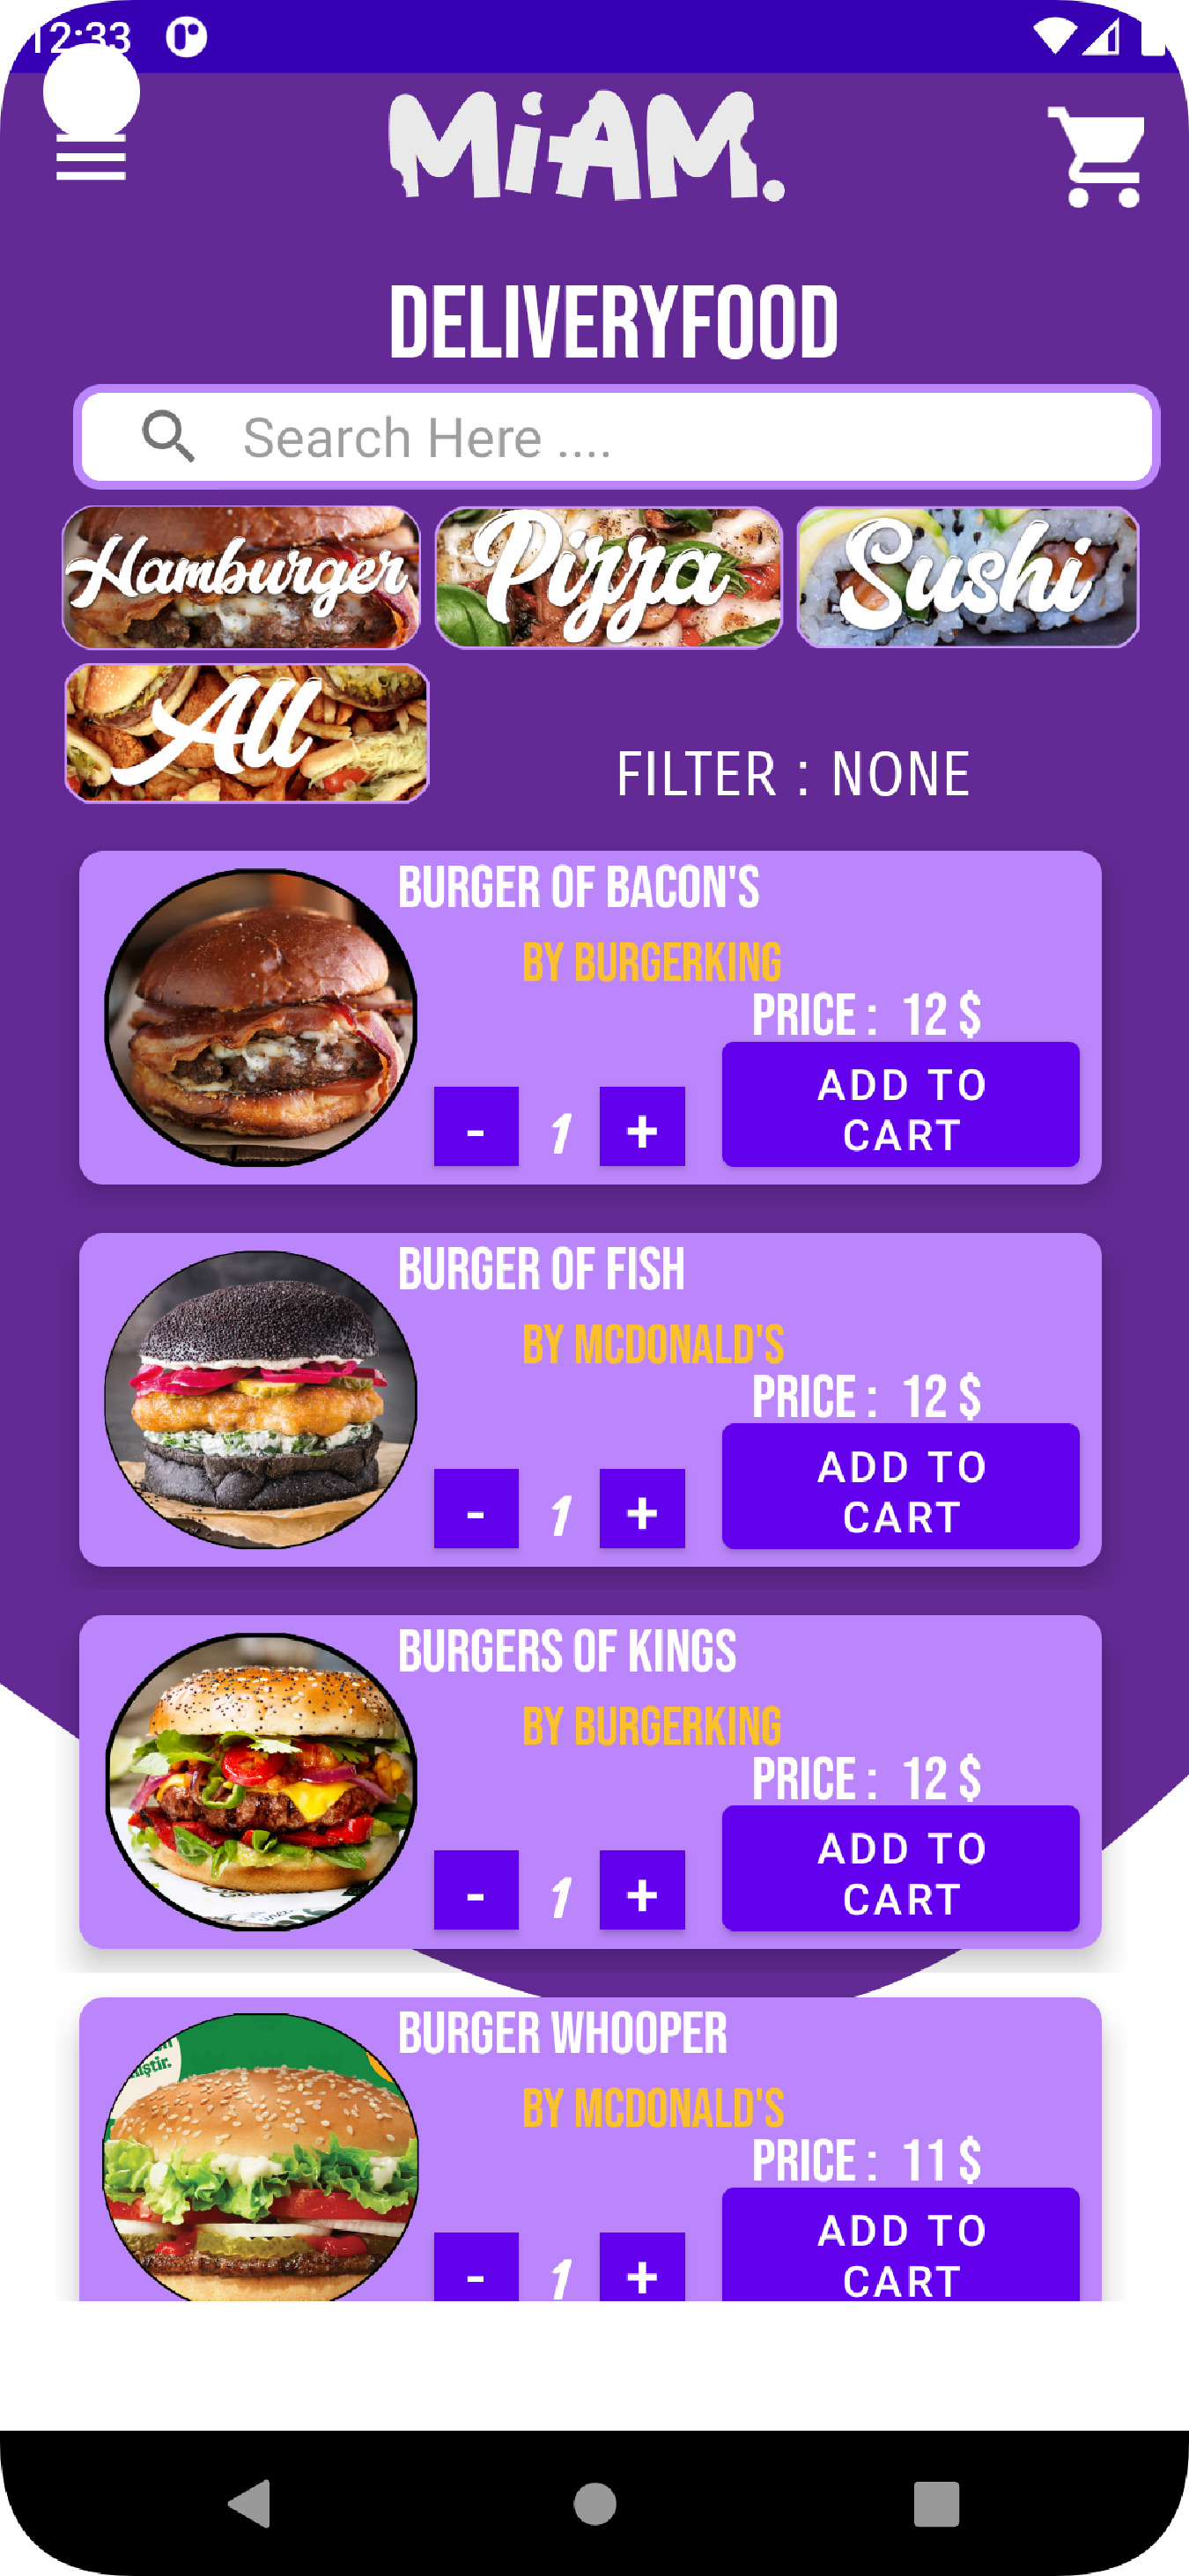 12:33
MiAM.
DELIVERYFOOD
Search Here ....
Hamburger
Pizza
Sushi
All
FILTER : NONE
BURGER OF BACON'S
BY BURGERKING
PRICE : 12 $
- 1 +
ADD TO
CART
BURGER OF FISH
BY MCDONALD'S
PRICE : 12 $
- 1 +
ADD TO
CART
BURGERS OF KINGS
BY BURGERKING
PRICE : 12 $
- 1 +
ADD TO
CART
BURGER WHOOPER
BY MCDONALD'S
PRICE : 11 $
- 1 +
ADD TO
CART